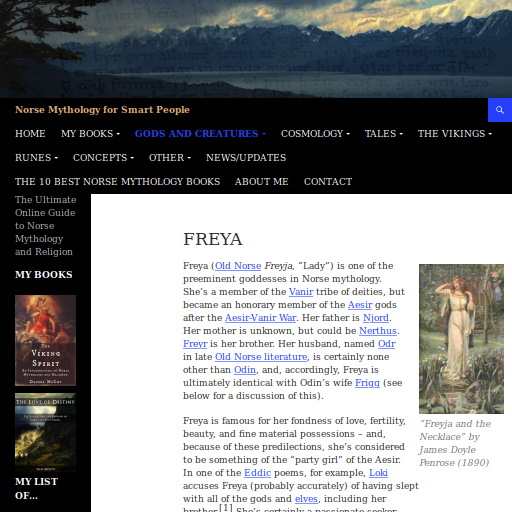 Norse Mythology for Smart People
HOME MY BOOKS GODS AND CREATURES COSMOLOGY TALES THE VIKINGS
RUNES CONCEPTS OTHER NEWS/UPDATES
THE 10 BEST NORSE MYTHOLOGY BOOKS ABOUT ME CONTACT
The Ultimate
Online Guide
to Norse
Mythology
and Religion
MY BOOKS
THE
VIKING
SPIRIT
DANIEL MCCOY
THE LOVE OF DESTINY
MY LIST
OF...
FREYA
Freya (Old Norse Freyja, “Lady”) is one of the
preeminent goddesses in Norse mythology.
She’s a member of the Vanir tribe of deities, but
became an honorary member of the Aesir gods
after the Aesir-Vanir War. Her father is Njord.
Her mother is unknown, but could be Nerthus.
Freyr is her brother. Her husband, named Odr
in late Old Norse literature, is certainly none
other than Odin, and, accordingly, Freya is
ultimately identical with Odin’s wife Frigg (see
below for a discussion of this).
Freya is famous for her fondness of love, fertility,
beauty, and fine material possessions – and,
because of these predilections, she’s considered
to be something of the “party girl” of the Aesir.
In one of the Eddic poems, for example, Loki
accuses Freya (probably accurately) of having slept
with all of the gods and elves, including her
brother.[1] She’s certainly a passionate seeker
“Freyja and the
Necklace” by
James Doyle
Penrose (1890)